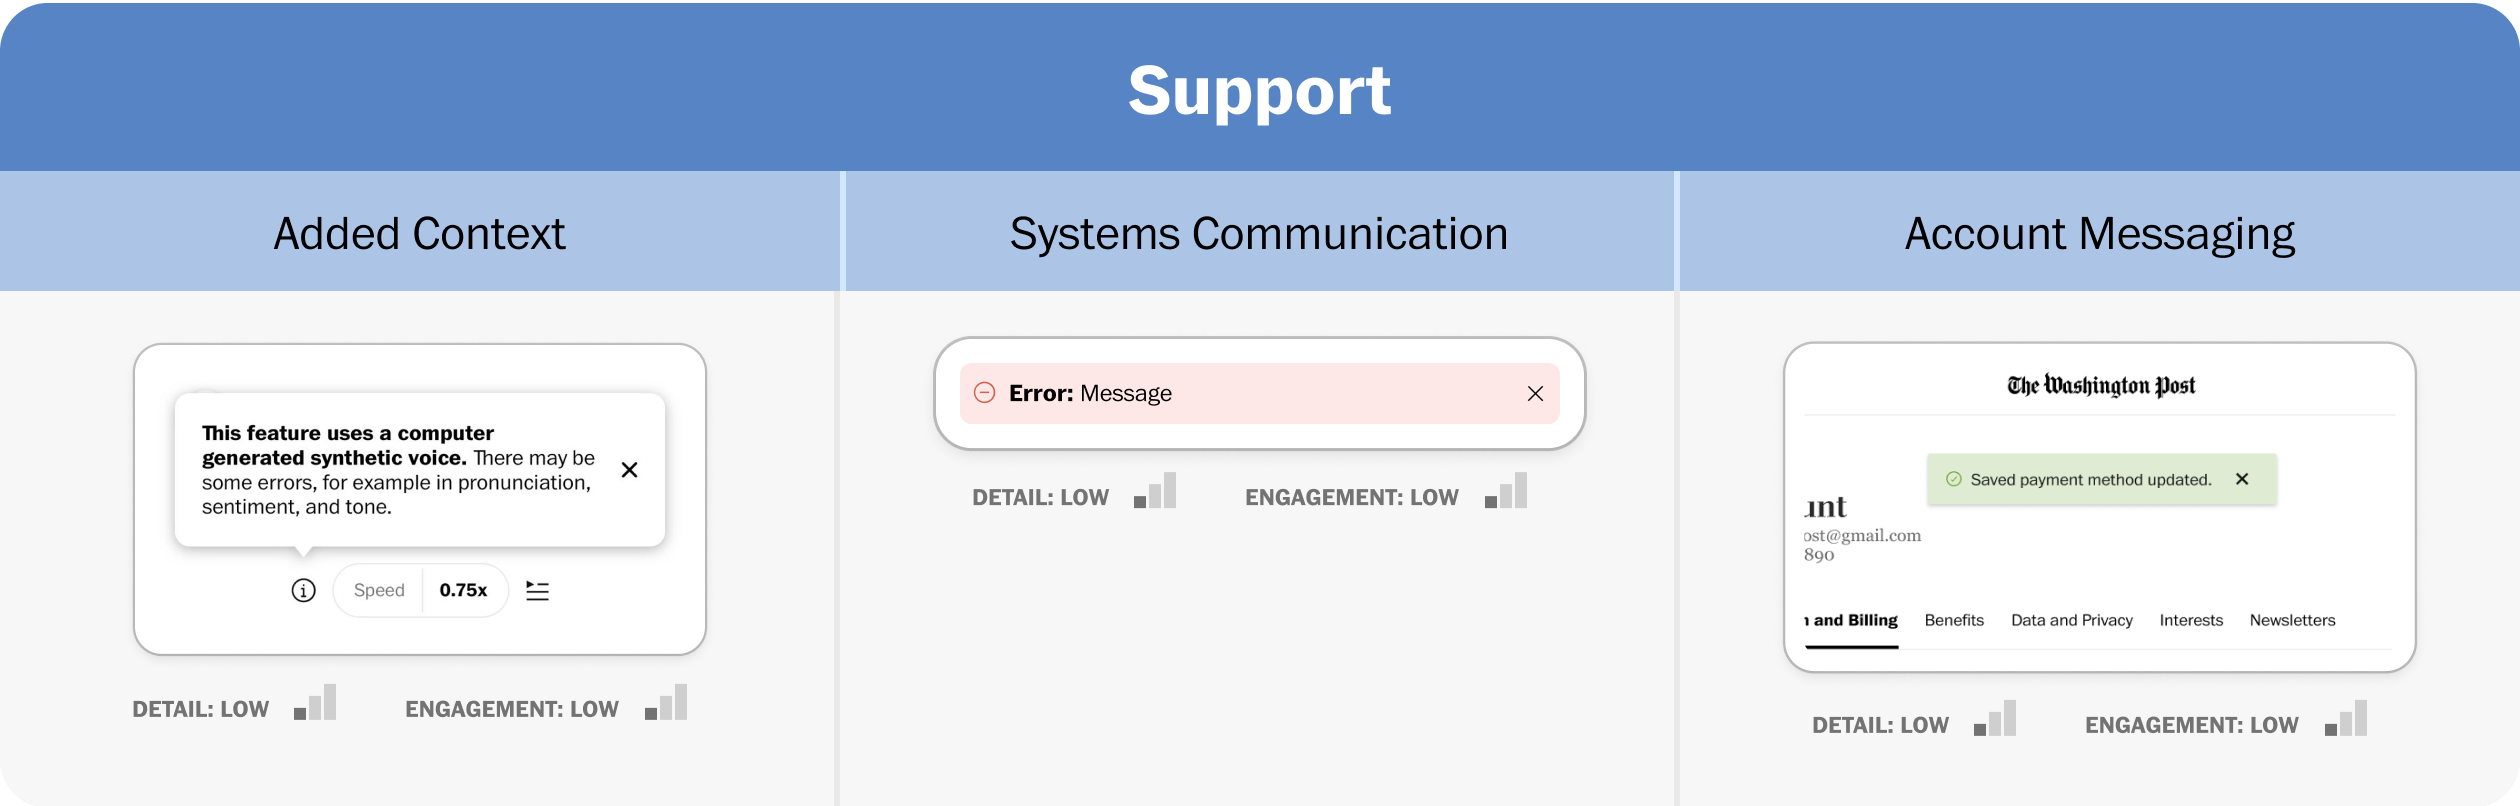 Support
Added Context
Systems Communication
Account Messaging
This feature uses a computer
generated synthetic voice. There may be
some errors, for example in pronunciation,
sentiment, and tone.
Speed 0.75x
DETAIL: LOW
ENGAGEMENT: LOW
Error: Message
DETAIL: LOW
ENGAGEMENT: LOW
The Washington Post
Saved payment method updated.
unt
ost@gmail.com
890
and Billing
Benefits
Data and Privacy
Interests
Newsletters
DETAIL: LOW
ENGAGEMENT: LOW